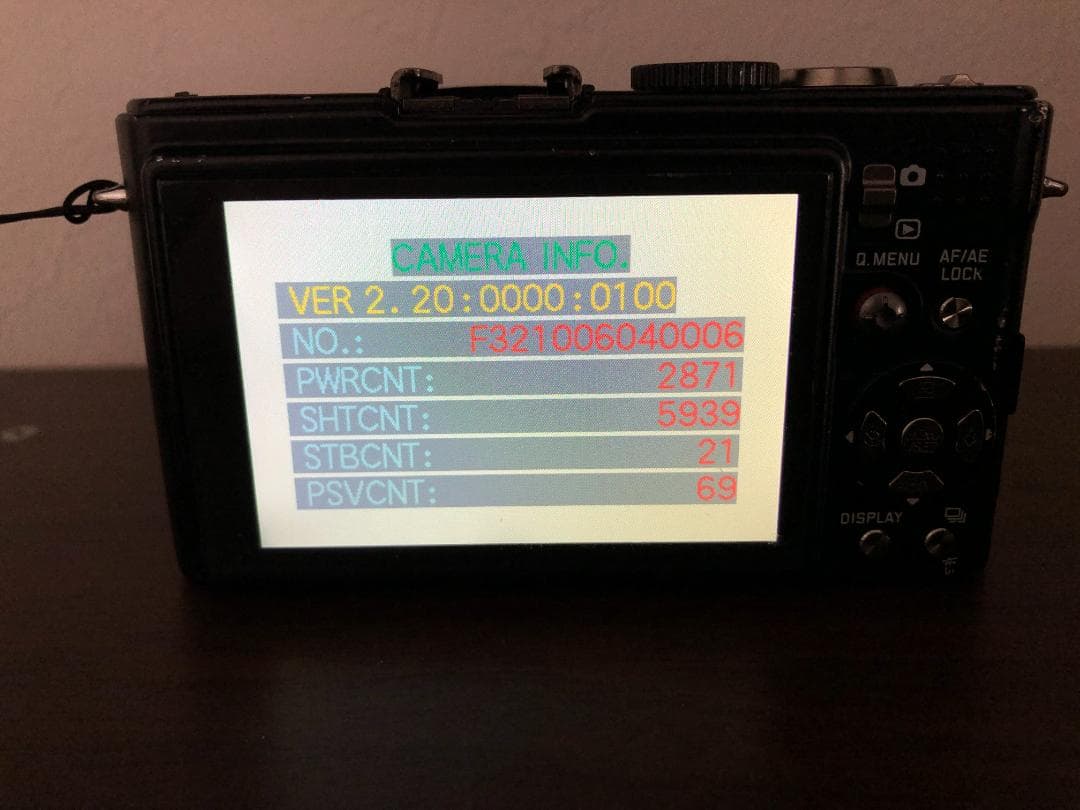 CAMERA INFO.
VER 2.20:0000:0100
NO.: F321006040006
PWRCNT: 2871
SHTCNT: 5939
STBCNT: 21
PSVCNT: 69
Q.MENU
AF/AE
LOCK
DISPLAY